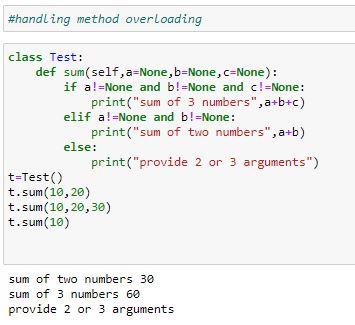 #handling method overloading
class Test:
    def sum(self,a=None,b=None,c=None):
        if a!=None and b!=None and c!=None:
            print("sum of 3 numbers",a+b+c)
        elif a!=None and b!=None:
            print("sum of two numbers",a+b)
        else:
            print("provide 2 or 3 arguments")
t=Test()
t.sum(10,20)
t.sum(10,20,30)
t.sum(10)
sum of two numbers 30
sum of 3 numbers 60
provide 2 or 3 arguments